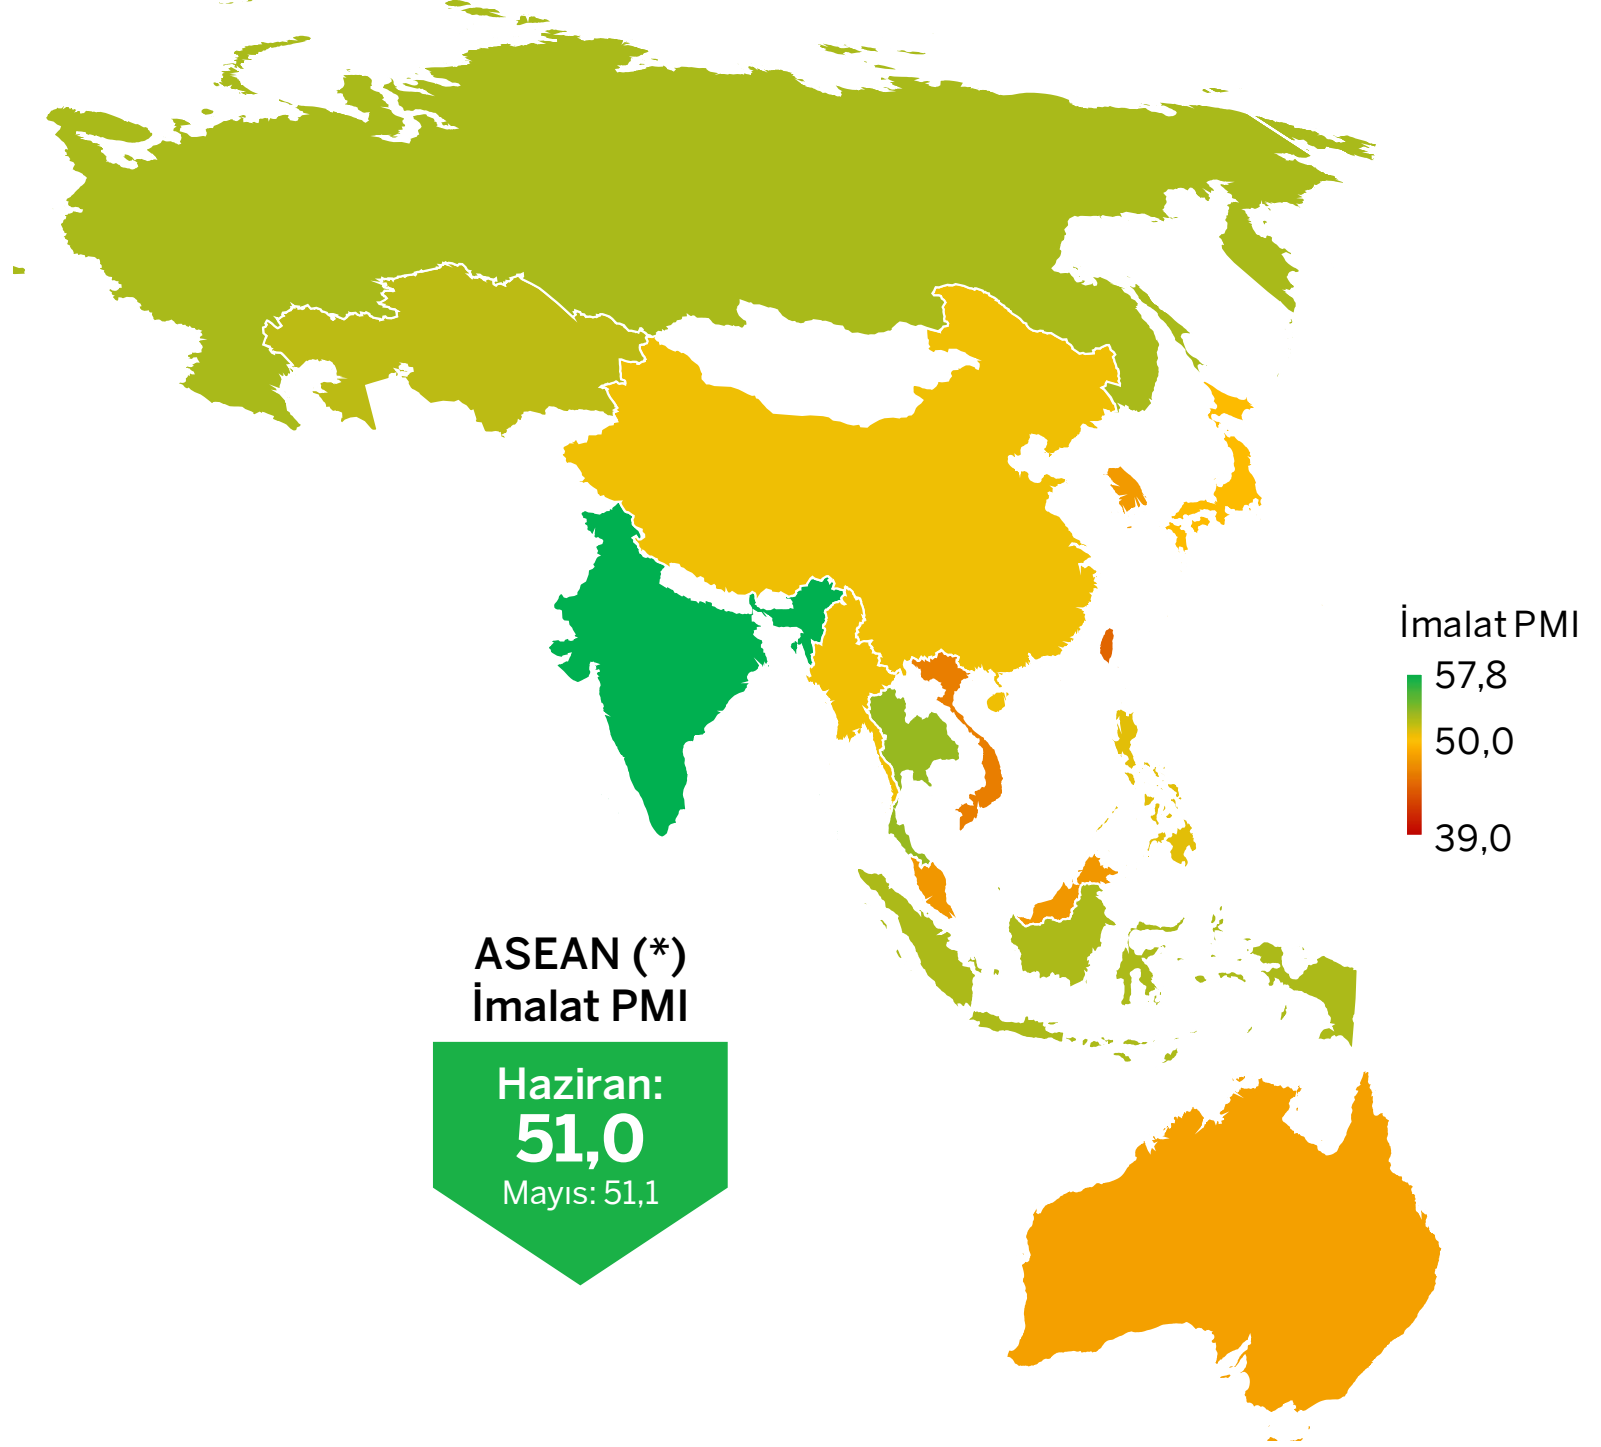 İmalat PMI
57,8
50,0
39,0
ASEAN (*)
İmalat PMI
Haziran:
51,0
Mayıs: 51,1